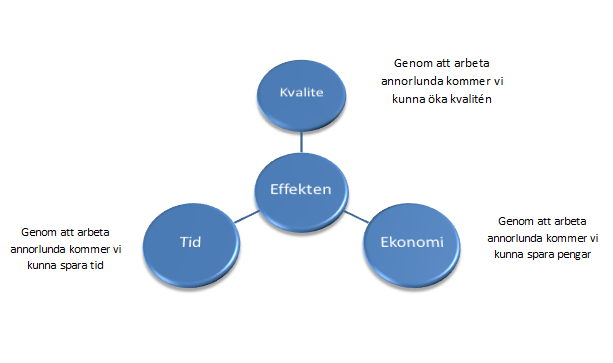 Kvalite
Genom att arbeta
annorlunda kommer vi
kunna öka kvalitén
Effekten
Tid
Genom att arbeta
annorlunda kommer vi
kunna spara tid
Ekonomi
Genom att arbeta
annorlunda kommer vi
kunna spara pengar